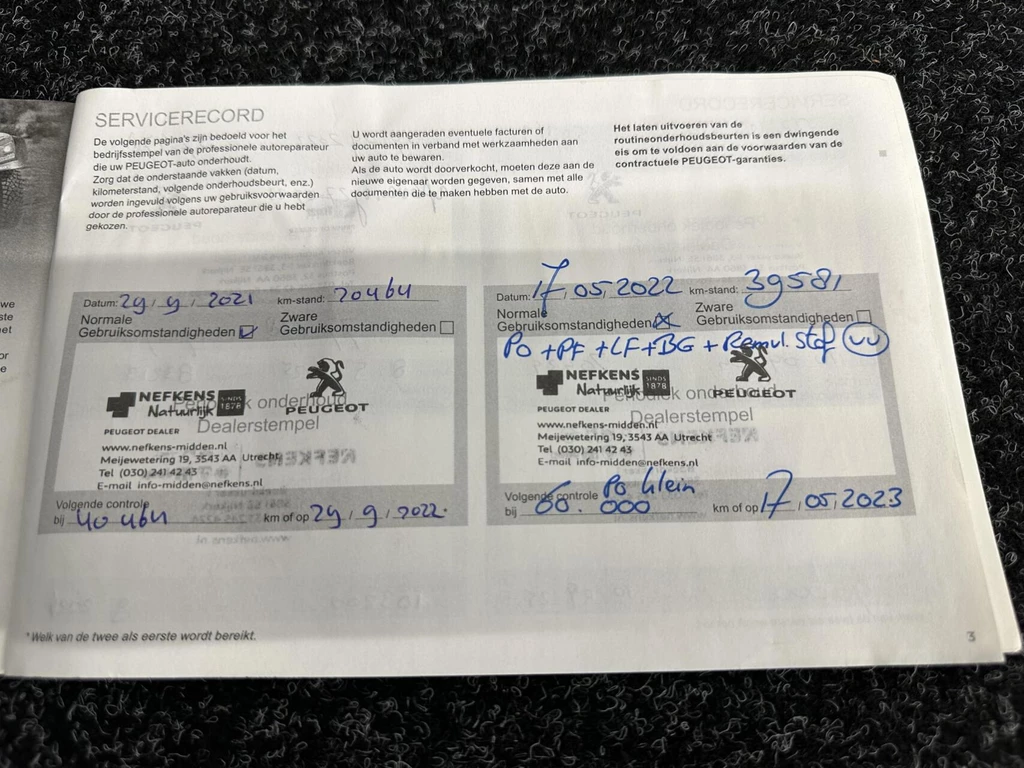 SERVICERECORD
De volgende pagina's zijn bedoeld voor het
bedrijfsstempel van de professionele autoreparateur
die uw PEUGEOT-auto onderhoudt.
Zorg dat de onderstaande vakken (datum,
kilometerstand, volgende onderhoudsbeurt, enz.)
worden ingevuld volgens uw gebruiksvoorwaarden
door de professionele autoreparateur die u hebt
gekozen.
U wordt aangeraden eventuele facturen of
documenten in verband met werkzaamheden aan
uw auto te bewaren.
Als de auto wordt doorverkocht, moeten deze aan de
nieuwe eigenaar worden gegeven, samen met alle
documenten die te maken hebben met de auto.
Het laten uitvoeren van de
routineonderhoudsbeurten is een dwingende
eis om te voldoen aan de voorwaarden van de
contractuele PEUGEOT-garanties.
Datum: 29, 9, 2021 km-stand: 20464
Normale
Gebruiksomstandigheden
Zware
Gebruiksomstandigheden
NEFKENS
Natuurlijk
SINDS
1878
PEUGEOT
Periodiek onderhoud
Dealerstempel
PEUGEOT DEALER
www.nefkens-midden.nl
Meijewetering 19, 3543 AA Utrecht
Tel (030) 241 42 43
E-mail info-midden@nefkens.nl
Volgende controle
bij 40464 km of op 29, 9, 2022.
Datum: 17, 05, 2022 km-stand: 39581
Normale
Gebruiksomstandigheden
Zware
Gebruiksomstandigheden
PO + PF + LF + BG + Remvl. Stof VV
NEFKENS
Natuurlijk
SINDS
1878
PEUGEOT
Periodiek onderhoud
Dealerstempel
PEUGEOT DEALER
www.nefkens-midden.nl
Meijewetering 19, 3543 AA Utrecht
Tel (030) 241 42 43
E-mail info-midden@nefkens.nl
Volgende controle PO klein
bij 60.000 km of op 17, 05, 2023
*Welk van de twee als eerste wordt bereikt.
3